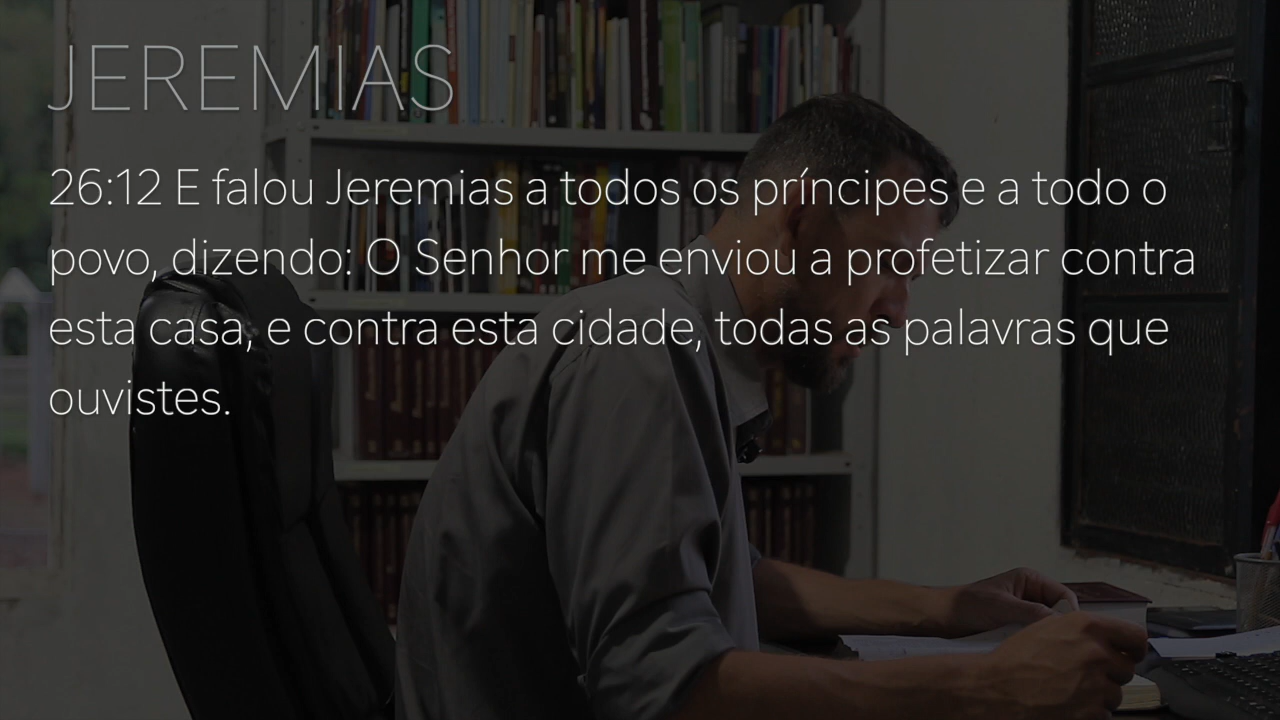 JEREMIAS
26:12 E falou Jeremias a todos os príncipes e a todo o
povo, dizendo: O Senhor me enviou a profetizar contra
esta casa, e contra esta cidade, todas as palavras que
ouvistes.